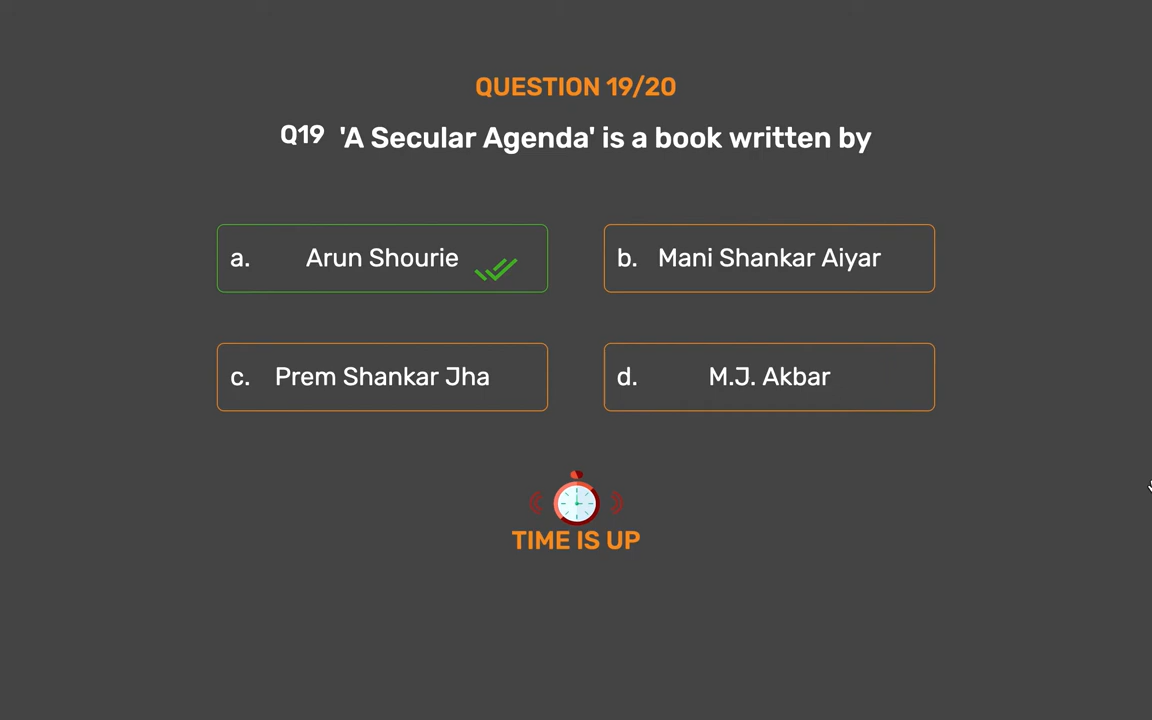 QUESTION 19/20
Q19 'A Secular Agenda' is a book written by
a. Arun Shourie
b. Mani Shankar Aiyar
c. Prem Shankar Jha
d. M.J. Akbar
TIME IS UP